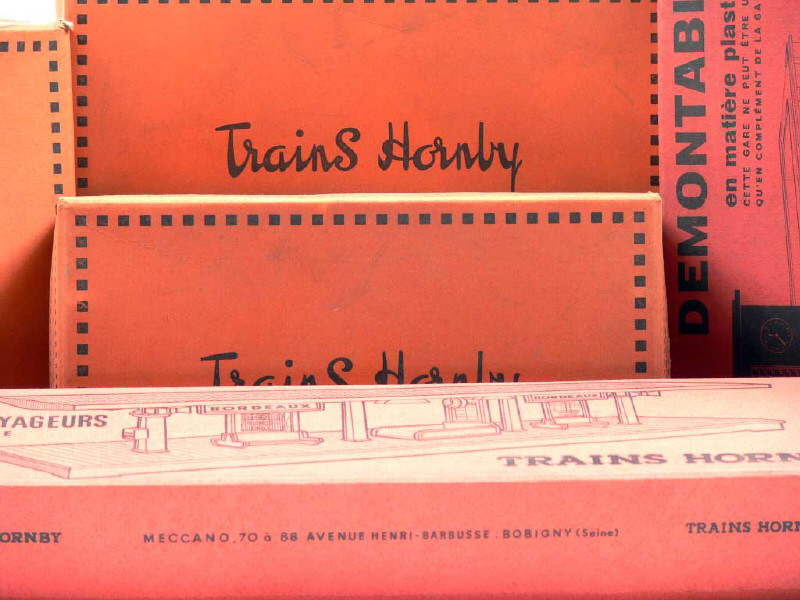 Trains Hornby
DEMONTABL
en matière plast
CETTE GARE NE PEUT ÊTRE U
QU'EN COMPLÉMENT DE LA GA
Trains Hornby
YAGEURS
E
BORDEAUX
BORDEAUX
TRAINS HORN
ORNBY
MECCANO, 70 à 88 AVENUE HENRI-BARBUSSE . BOBIGNY (Seine)
TRAINS HORN